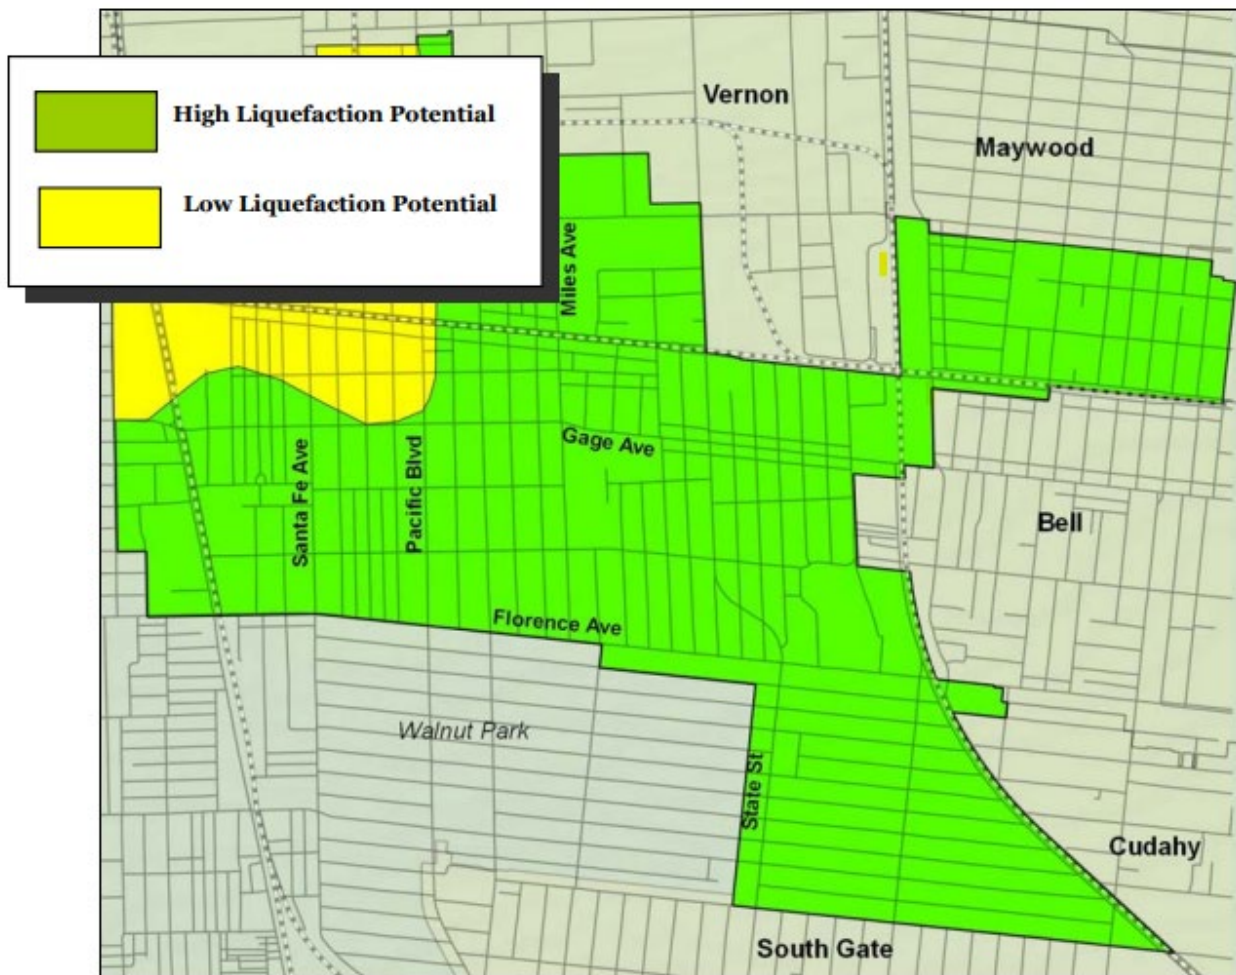 High Liquefaction Potential
Low Liquefaction Potential
Vernon
Maywood
Miles Ave
Gage Ave
Santa Fe Ave
Pacific Blvd
Bell
Florence Ave
Walnut Park
State St
Cudahy
South Gate